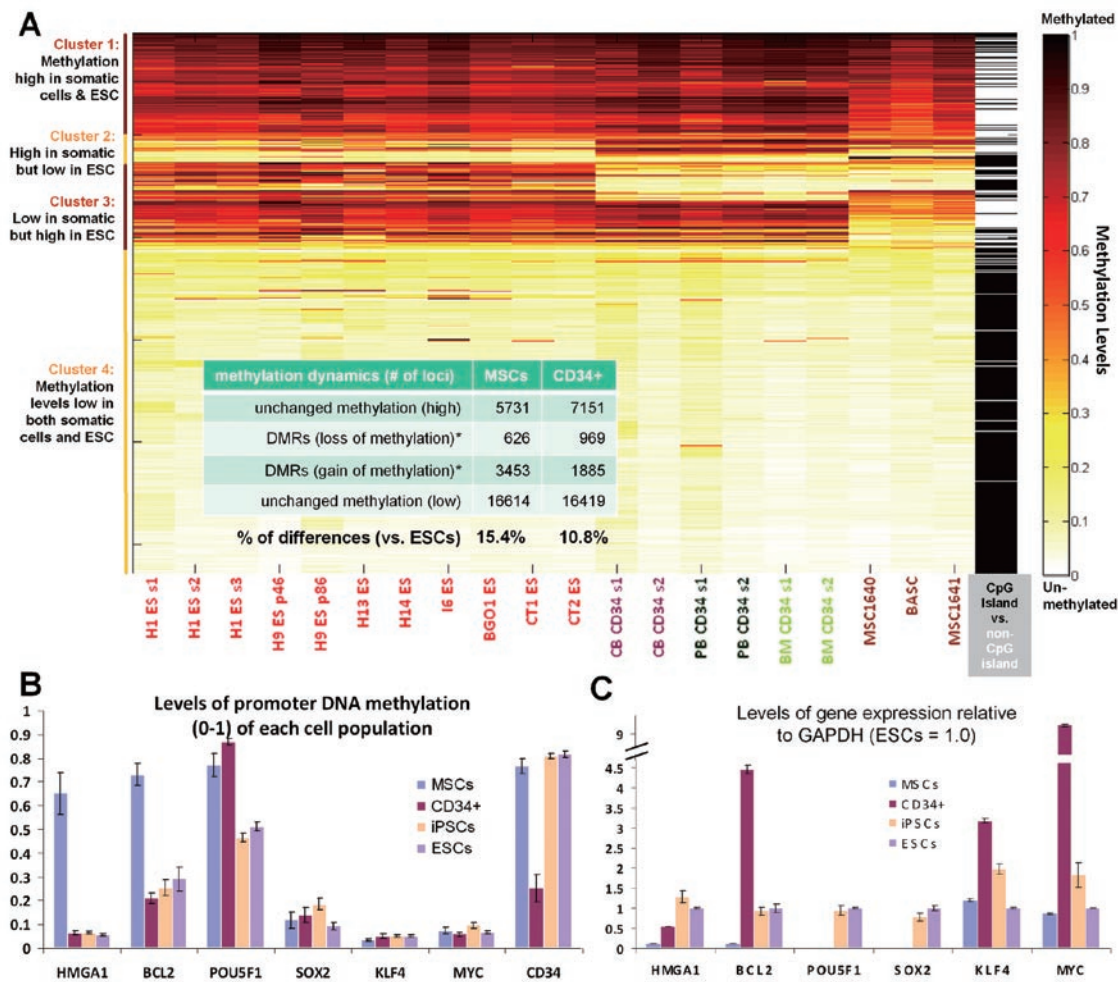 A
Cluster 1:
Methylation
high in somatic
cells & ESC
Cluster 2:
High in somatic
but low in ESC
Cluster 3:
Low in somatic
but high in ESC
Cluster 4:
Methylation
levels low in
both somatic
cells and ESC
methylation dynamics (# of loci) MSCs CD34+
unchanged methylation (high) 5731 7151
DMRs (loss of methylation)* 626 969
DMRs (gain of methylation)* 3453 1885
unchanged methylation (low) 16614 16419
% of differences (vs. ESCs) 15.4% 10.8%
Methylated
1
0.9
0.8
0.7
0.6
0.5
0.4
0.3
0.2
0.1
0
Un-
methylated
Methylation Levels
H1 ES s1
H1 ES s2
H1 ES s3
H9 ES p46
H9 ES p86
H13 ES
H14 ES
I6 ES
BGO1 ES
CT1 ES
CT2 ES
CB CD34 s1
CB CD34 s2
PB CD34 s1
PB CD34 s2
BM CD34 s1
BM CD34 s2
MSC1640
BASC
MSC1641
CpG
Island
vs.
non-
CpG
island
B
Levels of promoter DNA methylation
(0-1) of each cell population
1
0.9
0.8
0.7
0.6
0.5
0.4
0.3
0.2
0.1
0
MSCs
CD34+
iPSCs
ESCs
HMGA1 BCL2 POU5F1 SOX2 KLF4 MYC CD34
C
Levels of gene expression relative
to GAPDH (ESCs = 1.0)
9
4.5
4
3.5
3
2.5
2
1.5
1
0.5
0
MSCs
CD34+
iPSCs
ESCs
HMGA1 BCL2 POU5F1 SOX2 KLF4 MYC